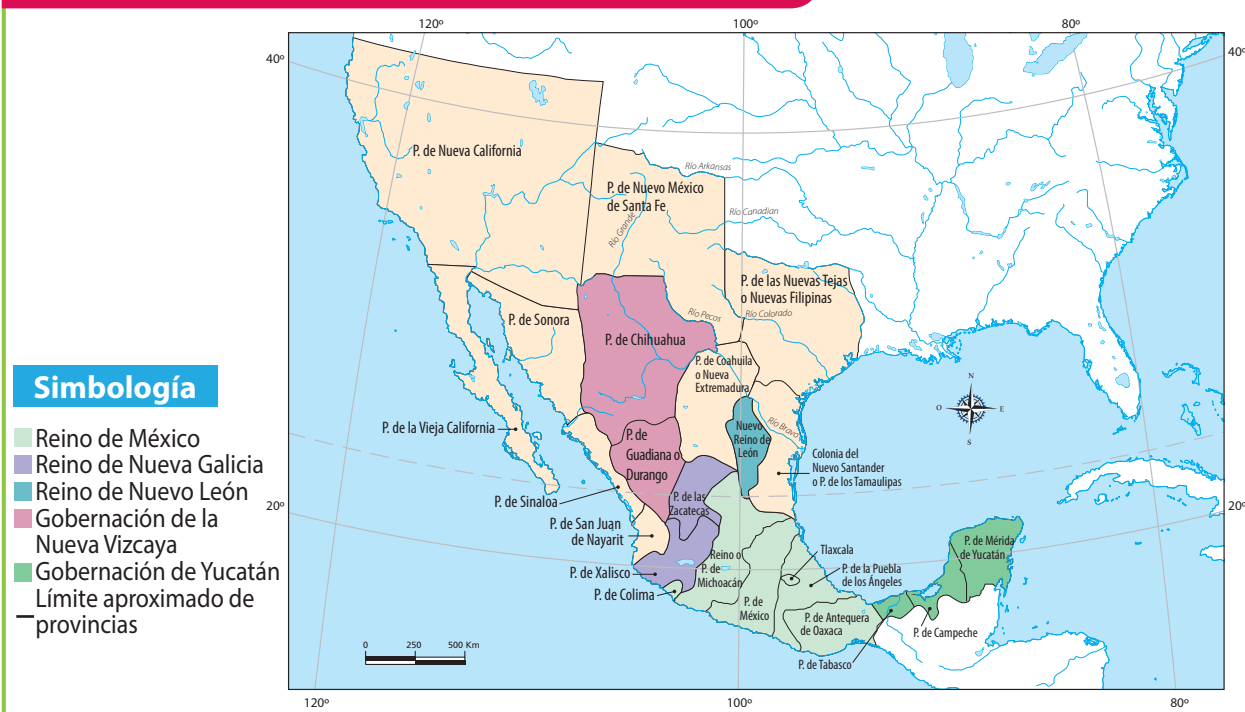 120º
100º
80º
40º
40º
P. de Nueva California
Río Arkansas
P. de Nuevo México
de Santa Fe
Río Grande
Río Canadian
P. de las Nuevas Tejas
o Nuevas Filipinas
Río Pecos
Río Colorado
P. de Sonora
P. de Chihuahua
P. de Coahuila
o Nueva
Extremadura
Simbología
Reino de México
Reino de Nueva Galicia
Reino de Nuevo León
Gobernación de la
Nueva Vizcaya
Gobernación de Yucatán
Límite aproximado de
provincias
N
O
E
S
P. de la Vieja California
P. de
Guadiana o
Durango
Nuevo
Reino de
León
Río Bravo
Colonia del
Nuevo Santander
o P. de los Tamaulipas
P. de Sinaloa
P. de las
Zacatecas
20º
20º
P. de San Juan
de Nayarit
P. de Xalisco
P. de Colima
Reino o
P. de
Michoacán
Tlaxcala
P. de la Puebla
de los Ángeles
P. de Mérida
de Yucatán
P. de
México
P. de Antequera
de Oaxaca
P. de Campeche
P. de Tabasco
0 250 500 Km
120º
100º
80º